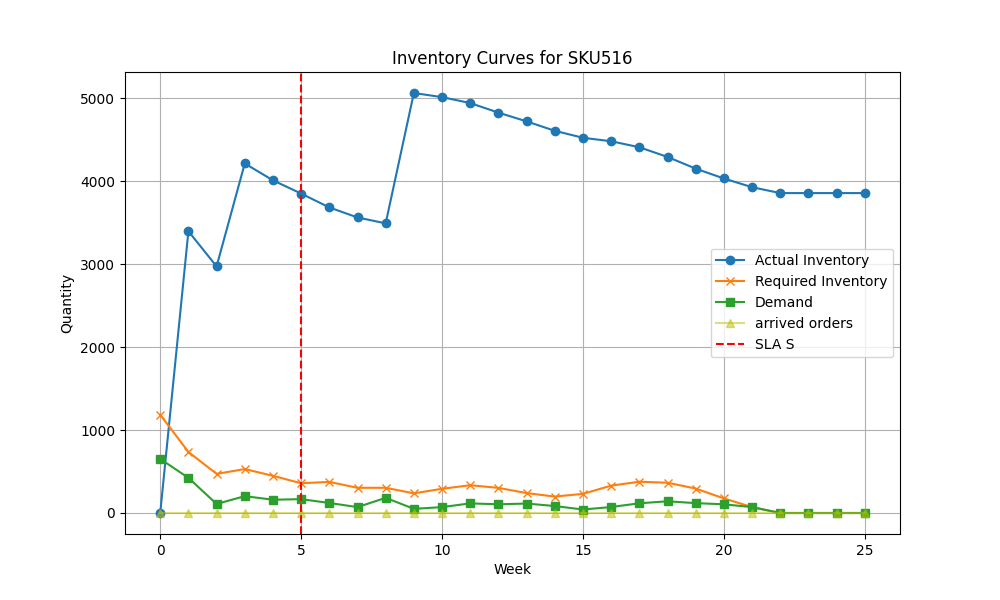 Inventory Curves for SKU516
Quantity
5000
4000
3000
2000
1000
0
Actual Inventory
Required Inventory
Demand
arrived orders
SLA S
0 5 10 15 20 25
Week